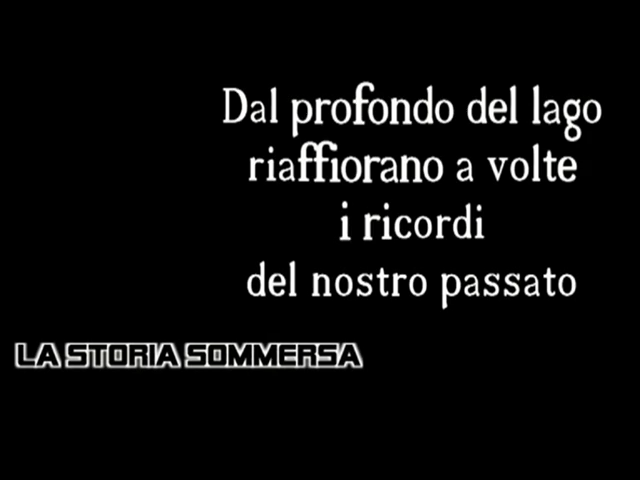 Dal profondo del lago
riaffiorano a volte
i ricordi
del nostro passato
LA STORIA SOMMERSA